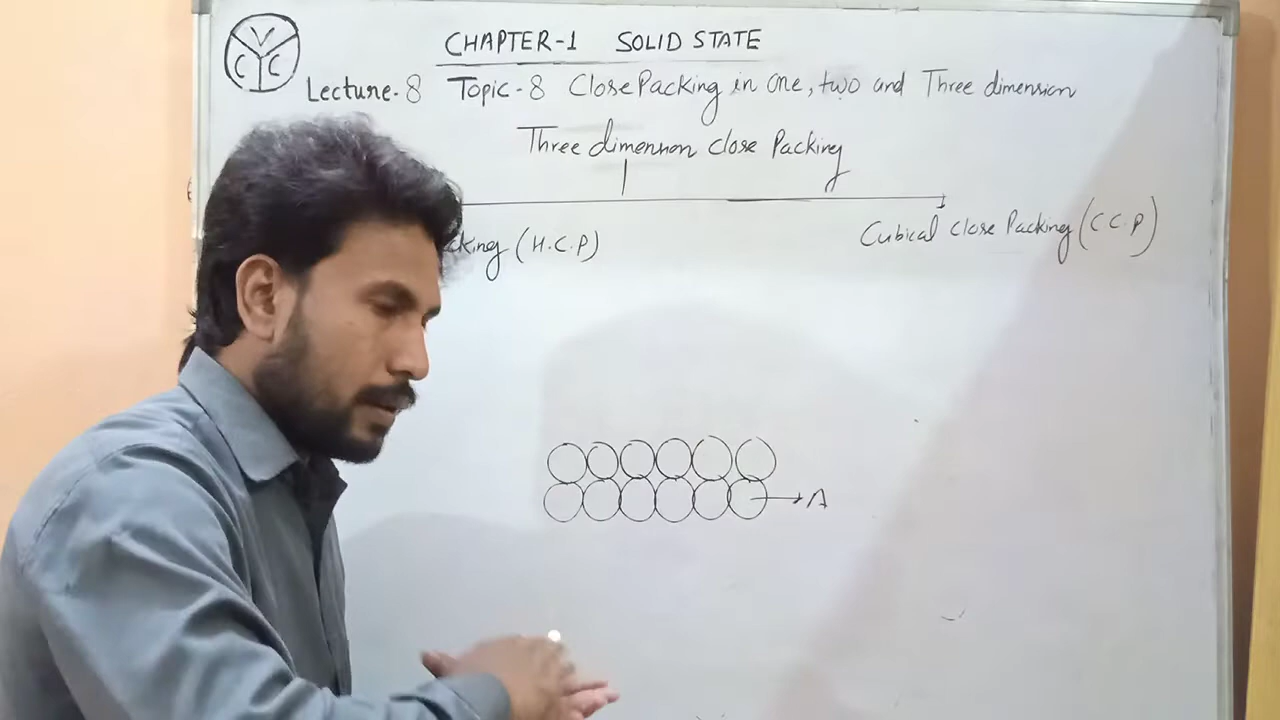 V
C C
CHAPTER-1 SOLID STATE
Lecture-8 Topic-8 Close Packing in One, two and Three dimension
Three dimension close Packing
cking (H.C.P)
Cubical close Packing (C C.P)
A